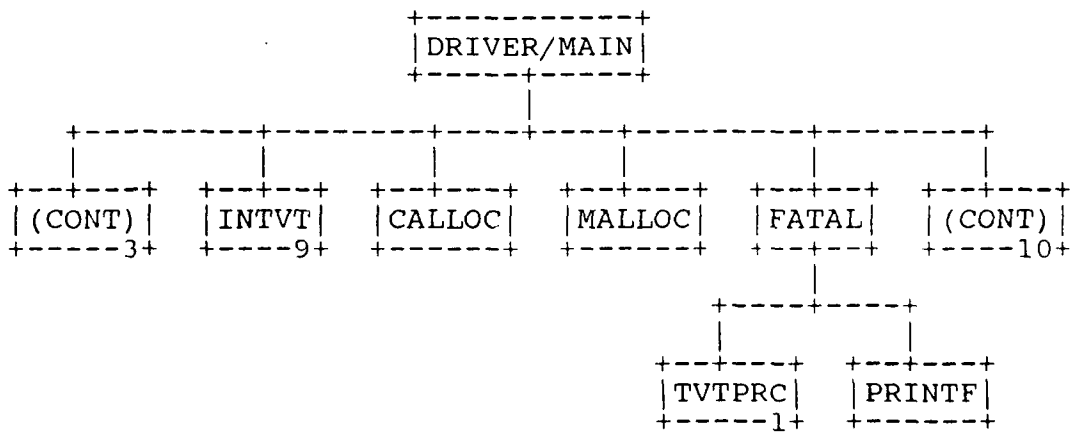 DRIVER/MAIN
(CONT) INTVT CALLOC MALLOC FATAL (CONT)
3 9 10
TVTPRC PRINTF
1